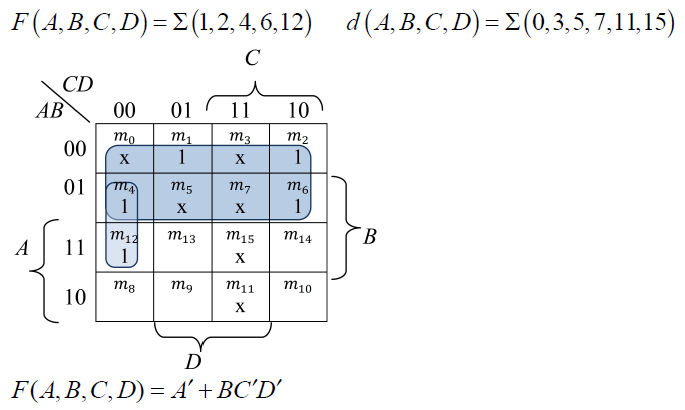 F(A,B,C,D) = Σ(1,2,4,6,12) d(A,B,C,D) = Σ(0,3,5,7,11,15)
C
CD
AB 00 01 11 10
m₀ m₁ m₃ m₂
00 x 1 x 1
01 m₄ m₅ m₇ m₆
1 x x 1
m₁₂ m₁₃ m₁₅ m₁₄ B
A 11 1 x
m₈ m₉ m₁₁ m₁₀
10 x
D
F(A,B,C,D) = A′ + BC′D′